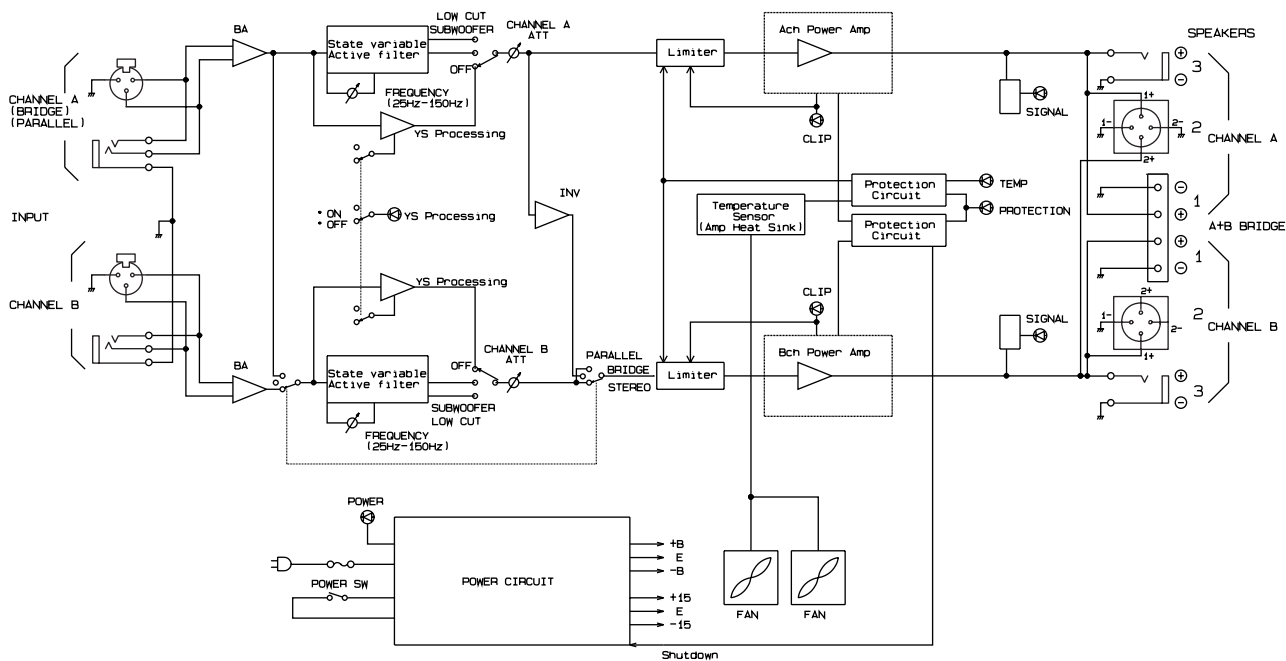 LOW CUT
SUBWOOFER
CHANNEL A
ATT
BA
State variable
Active filter
OFF
FREQUENCY
(25Hz-150Hz)
YS Processing
Limiter
Ach Power Amp
CLIP
SIGNAL
SPEAKERS
+
3
-
1+
1-
2
2-
2+
CHANNEL A
CHANNEL A
(BRIDGE)
(PARALLEL)
INPUT
: ON
: OFF
YS Processing
INV
Temperature
Sensor
(Amp Heat Sink)
Protection
Circuit
TEMP
PROTECTION
Protection
Circuit
-
1
+
A+B BRIDGE
+
1
-
CHANNEL B
YS Processing
CLIP
SIGNAL
2+
1-
2
2-
1+
CHANNEL B
BA
State variable
Active filter
OFF
CHANNEL B
ATT
SUBWOOFER
LOW CUT
FREQUENCY
(25Hz-150Hz)
PARALLEL
BRIDGE
STEREO
Limiter
Bch Power Amp
+
3
-
POWER
POWER SW
POWER CIRCUIT
+B
E
-B
+15
E
-15
Shutdown
FAN
FAN